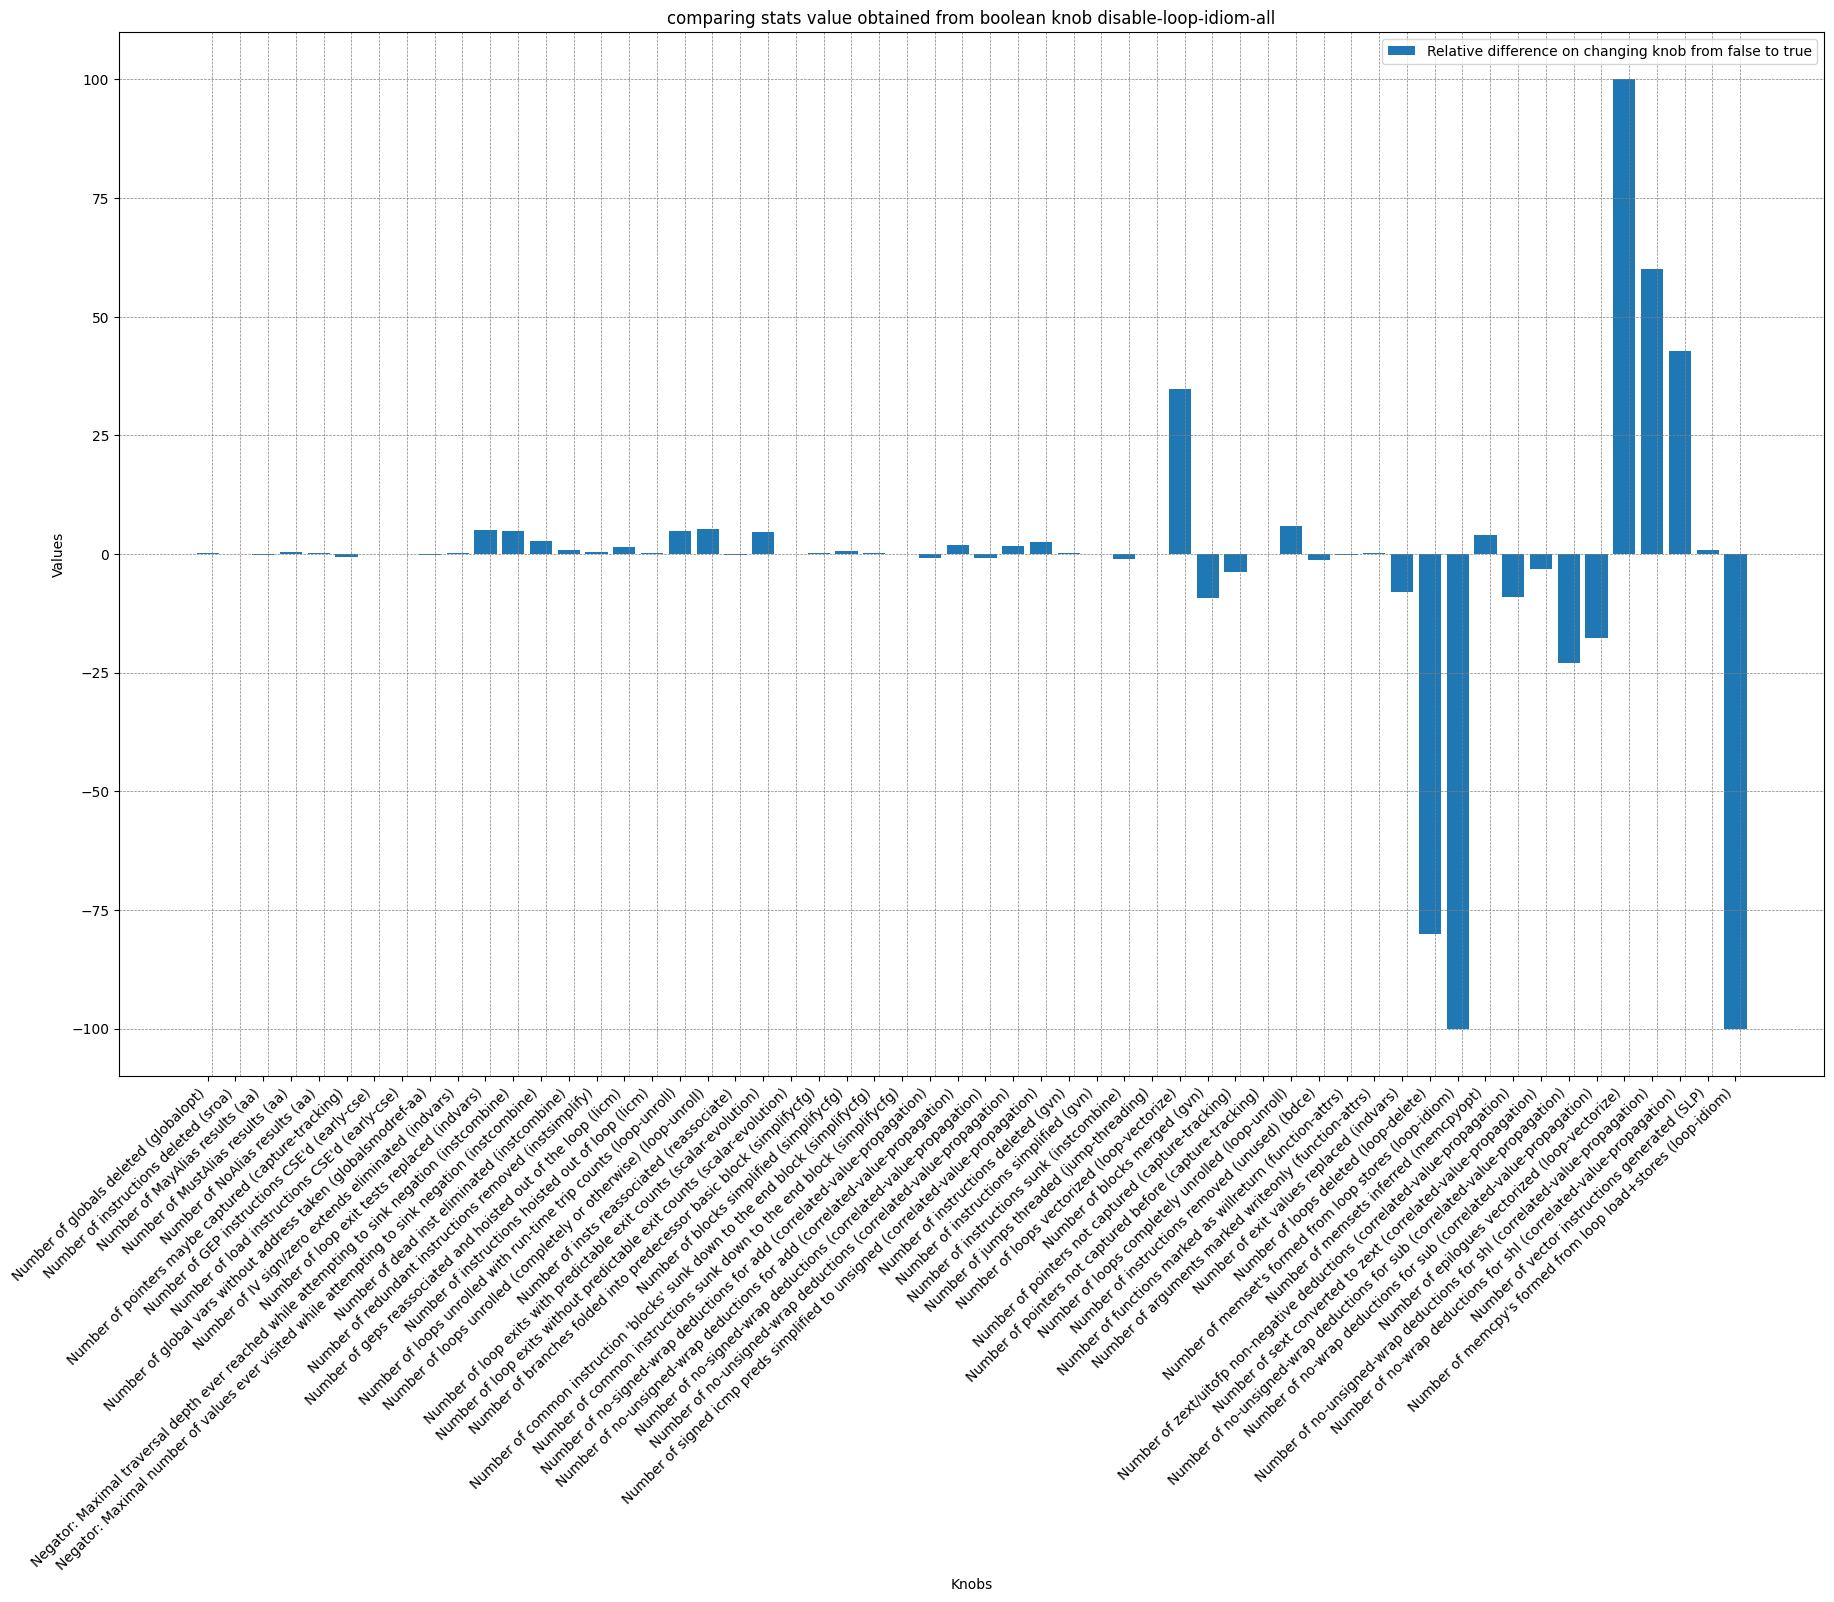 comparing stats value obtained from boolean knob disable-loop-idiom-all
Relative difference on changing knob from false to true
Values
100
75
50
25
0
−25
−50
−75
−100
Number of globals deleted (globalopt)
Number of instructions deleted (sroa)
Number of MayAlias results (aa)
Number of MustAlias results (aa)
Number of NoAlias results (aa)
Number of pointers maybe captured (capture-tracking)
Number of GEP instructions CSE'd (early-cse)
Number of load instructions CSE'd (early-cse)
Number of global vars without address taken (globalsmodref-aa)
Number of IV sign/zero extends eliminated (indvars)
Number of loop exit tests replaced (indvars)
Negator: Maximal traversal depth ever reached while attempting to sink negation (instcombine)
Negator: Maximal number of values ever visited while attempting to sink negation (instcombine)
Number of dead inst eliminated (instcombine)
Number of redundant instructions removed (instsimplify)
Number of geps reassociated and hoisted out of the loop (licm)
Number of instructions hoisted out of loop (licm)
Number of loops unrolled with run-time trip counts (loop-unroll)
Number of loops unrolled (completely or otherwise) (loop-unroll)
Number of insts reassociated (reassociate)
Number of loop exits with predictable exit counts (scalar-evolution)
Number of loop exits without predictable exit counts (scalar-evolution)
Number of branches folded into predecessor basic block (simplifycfg)
Number of blocks simplified (simplifycfg)
Number of common instruction 'blocks' sunk down to the end block (simplifycfg)
Number of common instructions sunk down to the end block (simplifycfg)
Number of no-signed-wrap deductions for add (correlated-value-propagation)
Number of no-unsigned-wrap deductions for add (correlated-value-propagation)
Number of no-signed-wrap deductions (correlated-value-propagation)
Number of no-unsigned-wrap deductions (correlated-value-propagation)
Number of signed icmp preds simplified to unsigned (correlated-value-propagation)
Number of instructions deleted (gvn)
Number of instructions simplified (gvn)
Number of instructions sunk (instcombine)
Number of jumps threaded (jump-threading)
Number of loops vectorized (loop-vectorize)
Number of blocks merged (gvn)
Number of pointers not captured (capture-tracking)
Number of pointers not captured before (capture-tracking)
Number of loops completely unrolled (loop-unroll)
Number of instructions removed (unused) (bdce)
Number of functions marked as willreturn (function-attrs)
Number of arguments marked writeonly (function-attrs)
Number of exit values replaced (indvars)
Number of loops deleted (loop-delete)
Number of memset's formed from loop stores (loop-idiom)
Number of memsets inferred (memcpyopt)
Number of zext/uitofp non-negative deductions (correlated-value-propagation)
Number of sext converted to zext (correlated-value-propagation)
Number of no-unsigned-wrap deductions for sub (correlated-value-propagation)
Number of no-wrap deductions for sub (correlated-value-propagation)
Number of epilogues vectorized (loop-vectorize)
Number of no-unsigned-wrap deductions for shl (correlated-value-propagation)
Number of no-wrap deductions for shl (correlated-value-propagation)
Number of vector instructions generated (SLP)
Number of memcpy's formed from loop load+stores (loop-idiom)
Knobs